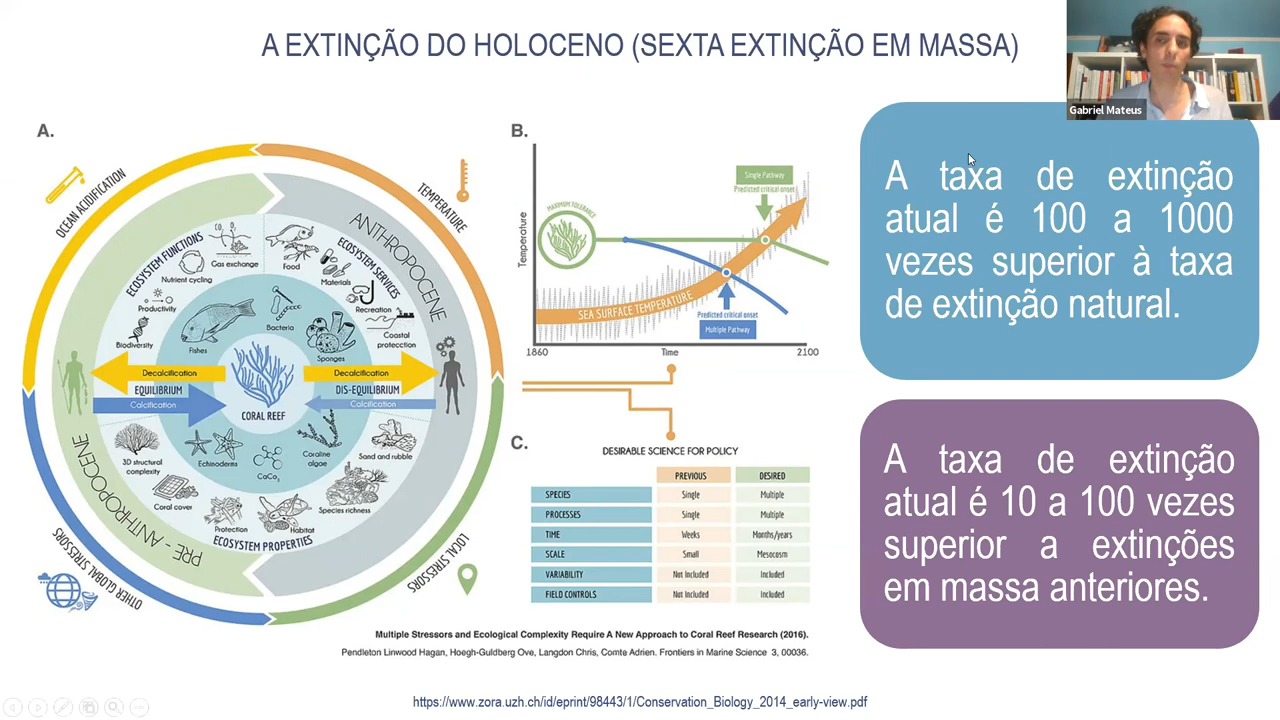 A EXTINÇÃO DO HOLOCENO (SEXTA EXTINÇÃO EM MASSA)
Gabriel Mateus
A.
OCEAN ACIDIFICATION
TEMPERATURE
ANTHROPOCENE
PRE - ANTHROPOCENE
OTHER GLOBAL STRESSORS
LOCAL STRESSORS
ECOSYSTEM FUNCTIONS
ECOSYSTEM SERVICES
Gas exchange
Nutrient cycling
Productivity
Biodiversity
Food
Materials
Recreation
Coastal
protecction
Fishes
Bacteria
Sponges
Decalcification
Decalcification
EQUILIBRIUM
DIS-EQUILIBRIUM
Calcification
Calcification
CORAL REEF
Echinoderms
CaCO₃
Coraline
algae
3D structural
complexity
Coral cover
Protection
Habitat
Species richness
Sand and rubble
ECOSYSTEM PROPERTIES
B.
Temperature
MAXIMUM TOLERANCE
Single Pathway
Predicted critical onset
SEA SURFACE TEMPERATURE
Predicted critical onset
Multiple Pathway
1860
Time
2100
C.
DESIRABLE SCIENCE FOR POLICY
PREVIOUS DESIRED
SPECIES Single Multiple
PROCESSES Single Multiple
TIME Weeks Months/years
SCALE Small Mesocosm
VARIABILITY Not Included Included
FIELD CONTROLS Not Included Included
Multiple Stressors and Ecological Complexity Require A New Approach to Coral Reef Research (2016).
Pendleton Linwood Hagan, Hoegh-Guldberg Ove, Langdon Chris, Comte Adrien. Frontiers in Marine Science 3, 00036.
A taxa de extinção
atual é 100 a 1000
vezes superior à taxa
de extinção natural.
A taxa de extinção
atual é 10 a 100 vezes
superior a extinções
em massa anteriores.
https://www.zora.uzh.ch/id/eprint/98443/1/Conservation_Biology_2014_early-view.pdf